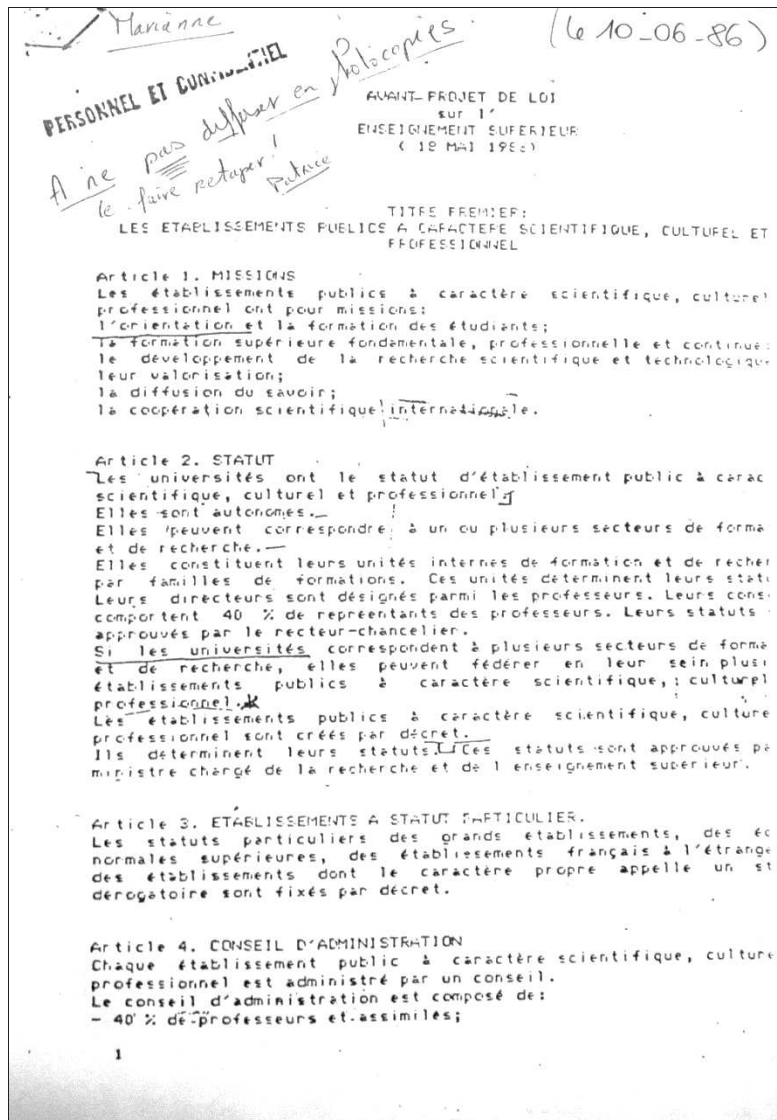 Marianne
(le 10-06-86)
PERSONNEL ET CONFIDENTIEL
A ne pas diffuser en photocopies.
le faire retaper!
Patrice
AVANT-PROJET DE LOI
sur l'
ENSEIGNEMENT SUPERIEUR
( 18 MAI
TITRE PREMIER:
LES ETABLISSEMENTS PUBLICS A CARACTERE SCIENTIFIQUE, CULTUREL ET
PROFESSIONNEL
Article 1. MISSIONS
Les établissements publics à caractère scientifique, culturel
professionnel ont pour missions:
l'orientation et la formation des étudiants;
la formation supérieure fondamentale, professionnelle et continue
le développement de la recherche scientifique et technologique
leur valorisation;
la diffusion du savoir;
la coopération scientifique internationale.
Article 2. STATUT
Les universités ont le statut d'établissement public à carac
scientifique, culturel et professionnel.
Elles sont autonomes.
Elles peuvent correspondre à un ou plusieurs secteurs de forma
et de recherche.
Elles constituent leurs unités internes de formation et de recher
par familles de formations. Ces unités déterminent leurs statu
Leurs directeurs sont désignés parmi les professeurs. Leurs cons
comportent 40 % de repréentants des professeurs. Leurs statuts
approuvés par le recteur-chancelier.
Si les universités correspondent à plusieurs secteurs de forma
et de recherche, elles peuvent fédérer en leur sein plusi
établissements publics à caractère scientifique, culturel
professionnel.
Les établissements publics à caractère scientifique, culture
professionnel sont créés par décret.
Ils déterminent leurs statuts. Ces statuts sont approuvés pa
ministre chargé de la recherche et de l enseignement supérieur.
Article 3. ETABLISSEMENTS A STATUT PARTICULIER.
Les statuts particuliers des grands établissements, des éc
normales supérieures, des établissements français à l'étrange
des établissements dont le caractère propre appelle un st
dérogatoire sont fixés par décret.
Article 4. CONSEIL D'ADMINISTRATION
Chaque établissement public à caractère scientifique, culture
professionnel est administré par un conseil.
Le conseil d'administration est composé de:
- 40 % de professeurs et assimilés;
1